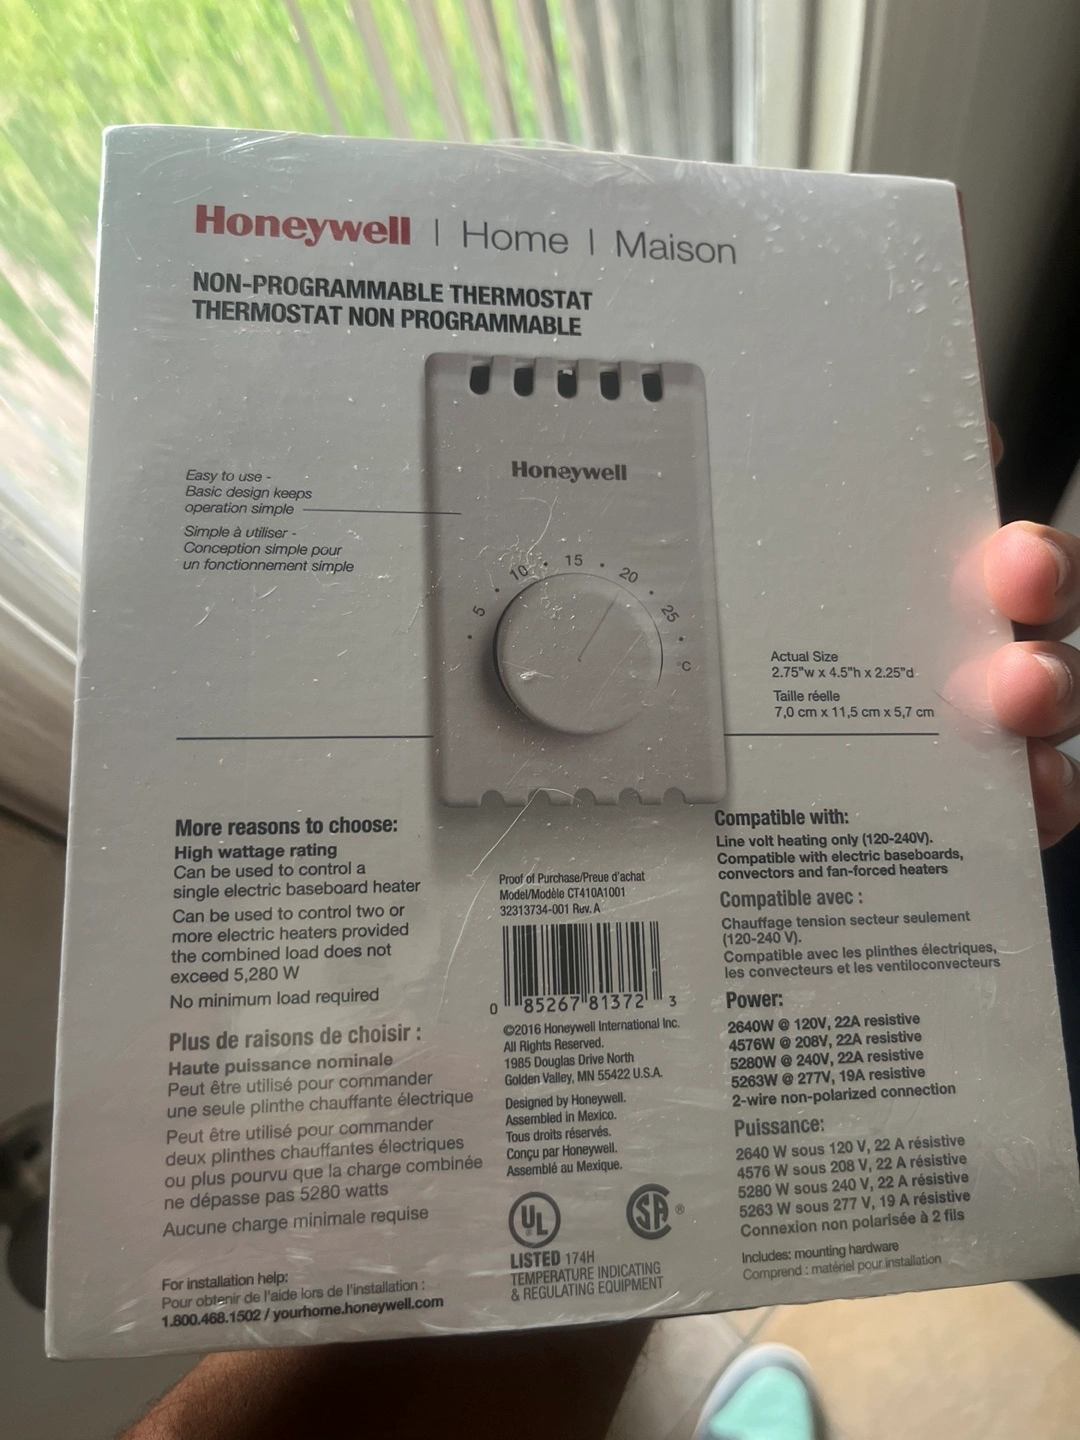 Honeywell | Home | Maison
NON-PROGRAMMABLE THERMOSTAT
THERMOSTAT NON PROGRAMMABLE
Honeywell
5
10
15
20
25
°C
Easy to use -
Basic design keeps
operation simple
Simple à utiliser -
Conception simple pour
un fonctionnement simple
Actual Size
2.75"w x 4.5"h x 2.25"d
Taille réelle
7,0 cm x 11,5 cm x 5,7 cm
More reasons to choose:
High wattage rating
Can be used to control a
single electric baseboard heater
Can be used to control two or
more electric heaters provided
the combined load does not
exceed 5,280 W
No minimum load required
Plus de raisons de choisir :
Haute puissance nominale
Peut être utilisé pour commander
une seule plinthe chauffante électrique
Peut être utilisé pour commander
deux plinthes chauffantes électriques
ou plus pourvu que la charge combinée
ne dépasse pas 5280 watts
Aucune charge minimale requise
For installation help:
Pour obtenir de l'aide lors de l'installation :
1.800.468.1502 / yourhome.honeywell.com
Proof of Purchase/Preue d'achat
Model/Modèle CT410A1001
32313734-001 Rev. A
0 85267 81372 3
©2016 Honeywell International Inc.
All Rights Reserved.
1985 Douglas Drive North
Golden Valley, MN 55422 U.S.A.
Designed by Honeywell.
Assembled in Mexico.
Tous droits réservés.
Conçu par Honeywell.
Assemblé au Mexique.
UL
SA ®
LISTED 174H
TEMPERATURE INDICATING
& REGULATING EQUIPMENT
Compatible with:
Line volt heating only (120-240V).
Compatible with electric baseboards,
convectors and fan-forced heaters
Compatible avec :
Chauffage tension secteur seulement
(120-240 V).
Compatible avec les plinthes électriques,
les convecteurs et les ventiloconvecteurs
Power:
2640W @ 120V, 22A resistive
4576W @ 208V, 22A resistive
5280W @ 240V, 22A resistive
5263W @ 277V, 19A resistive
2-wire non-polarized connection
Puissance:
2640 W sous 120 V, 22 A résistive
4576 W sous 208 V, 22 A résistive
5280 W sous 240 V, 22 A résistive
5263 W sous 277 V, 19 A résistive
Connexion non polarisée à 2 fils
Includes: mounting hardware
Comprend : matériel pour installation